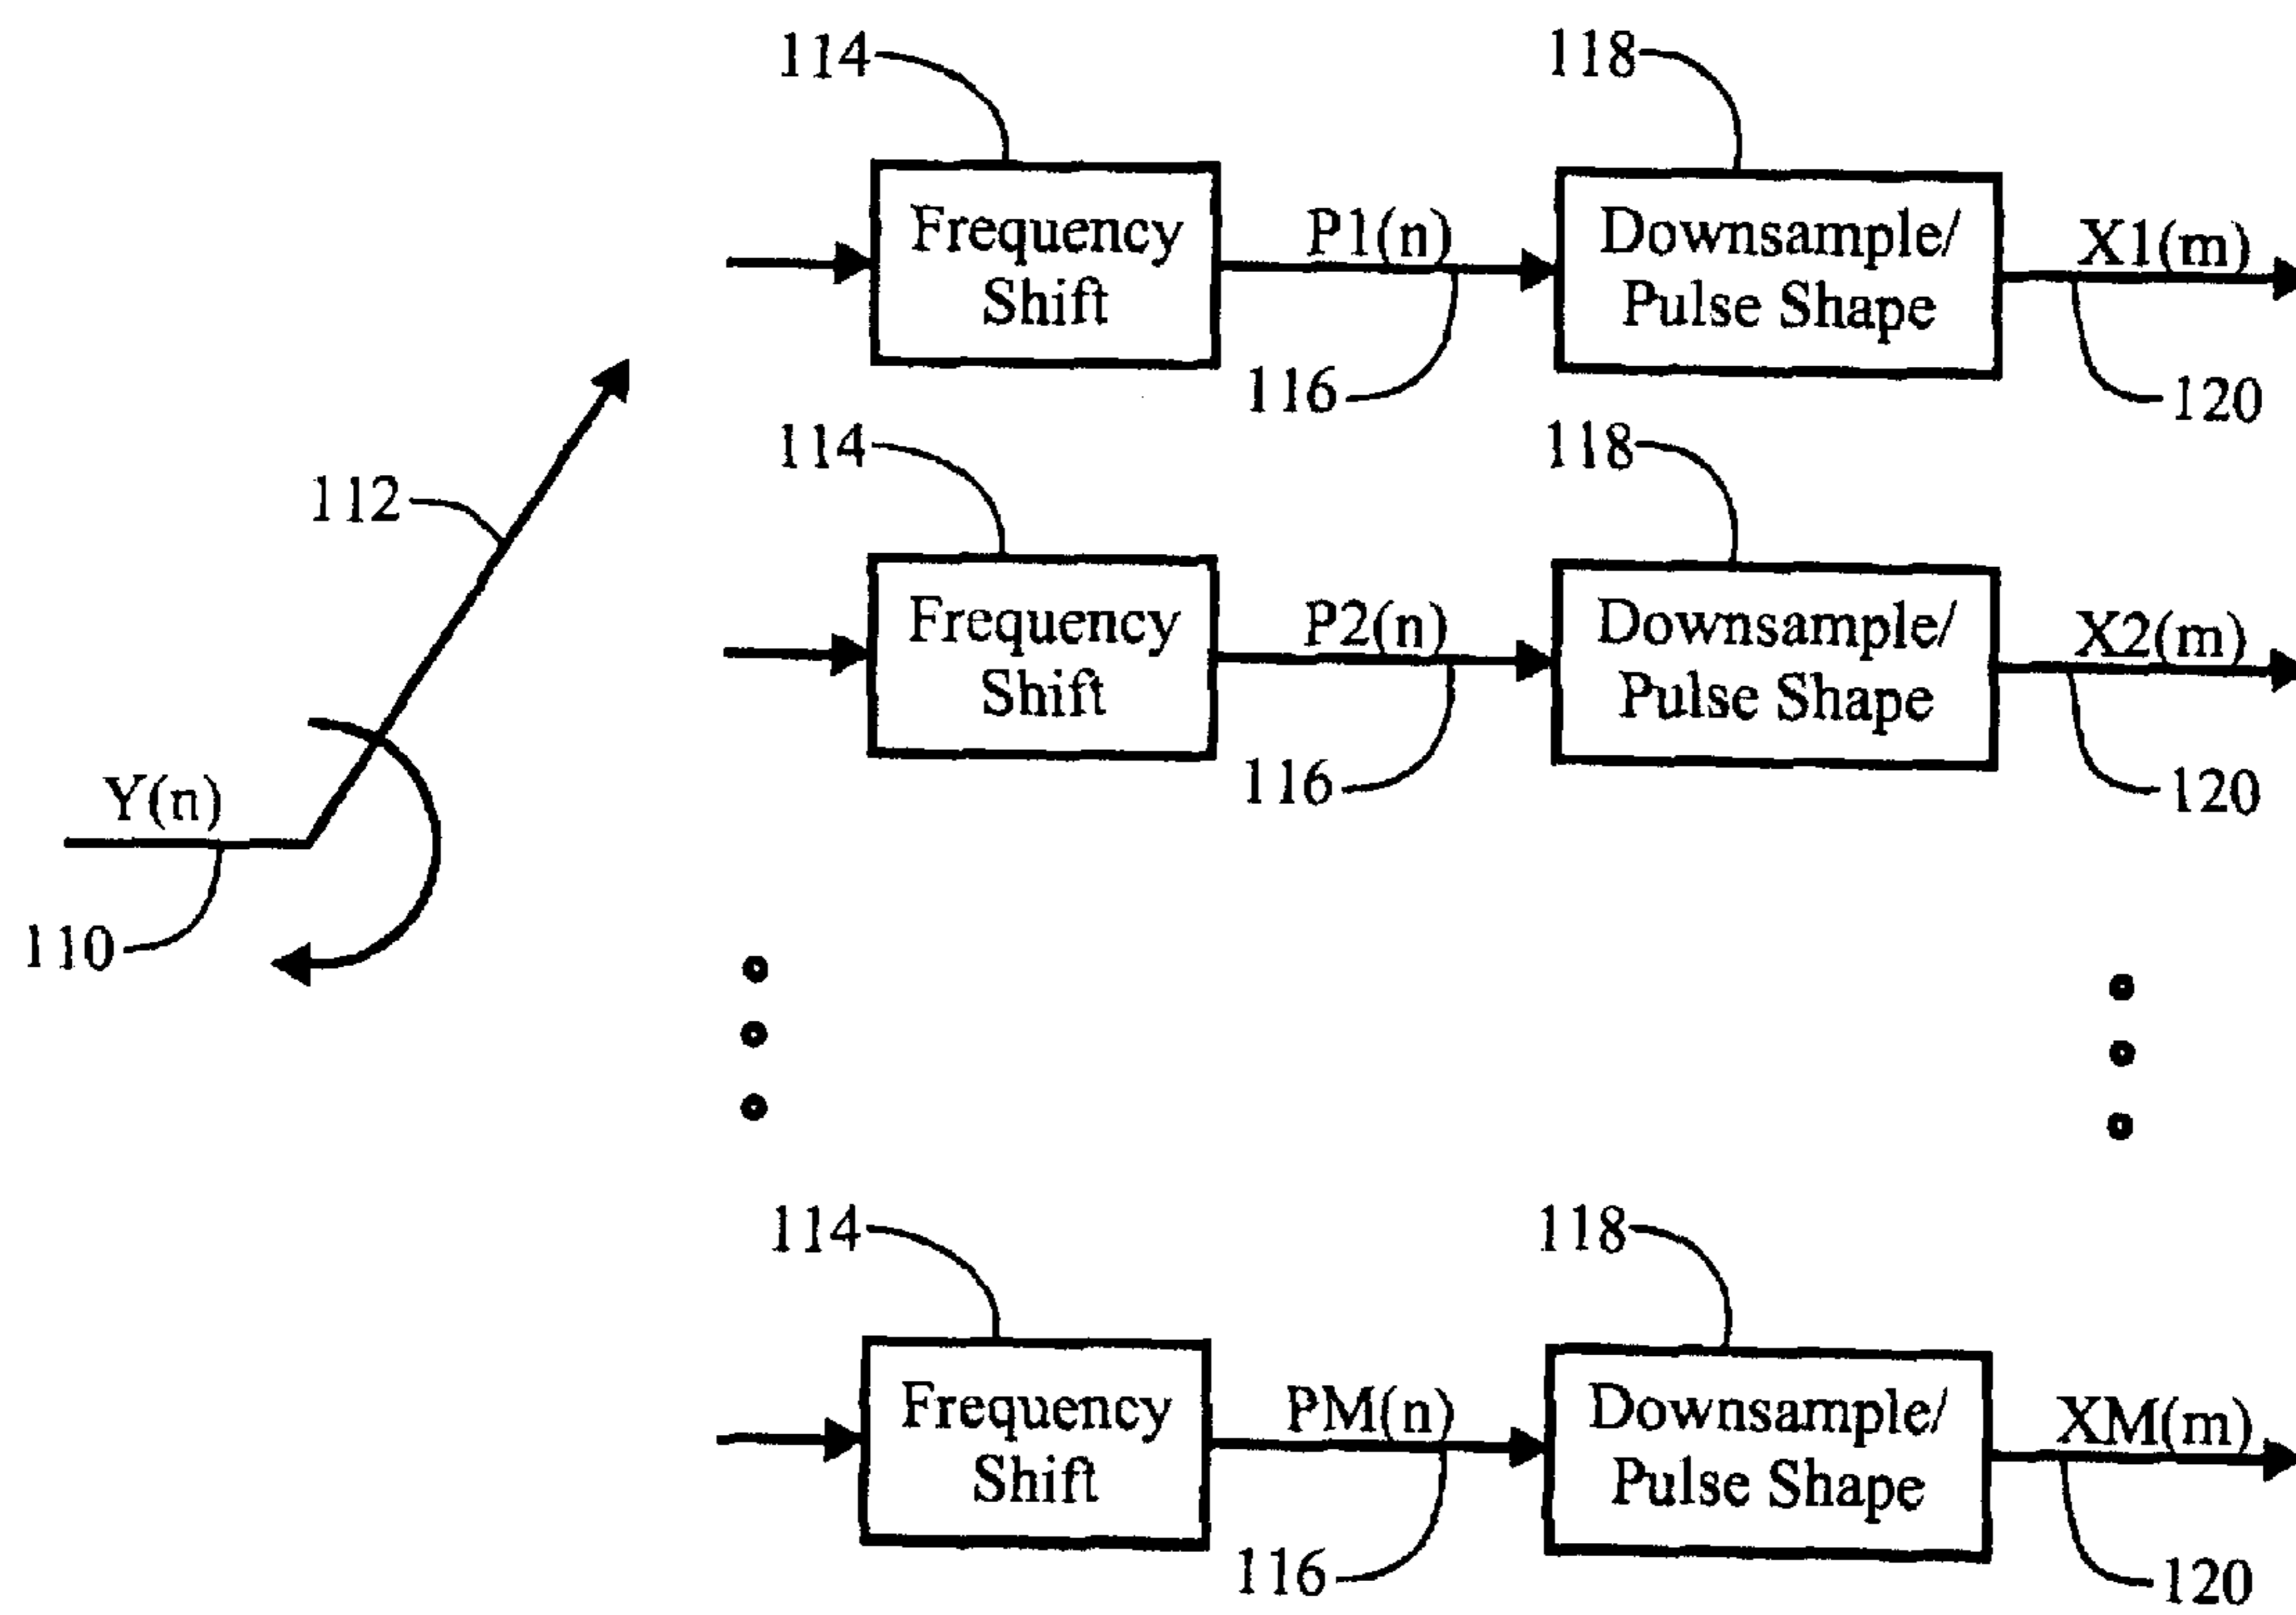 114
118
Frequency
Shift
P1(n)
Downsample/
Pulse Shape
X1(m)
116
120
114
118
112
Frequency
Shift
P2(n)
Downsample/
Pulse Shape
X2(m)
116
120
Y(n)
110
114
118
Frequency
Shift
PM(n)
Downsample/
Pulse Shape
XM(m)
116
120